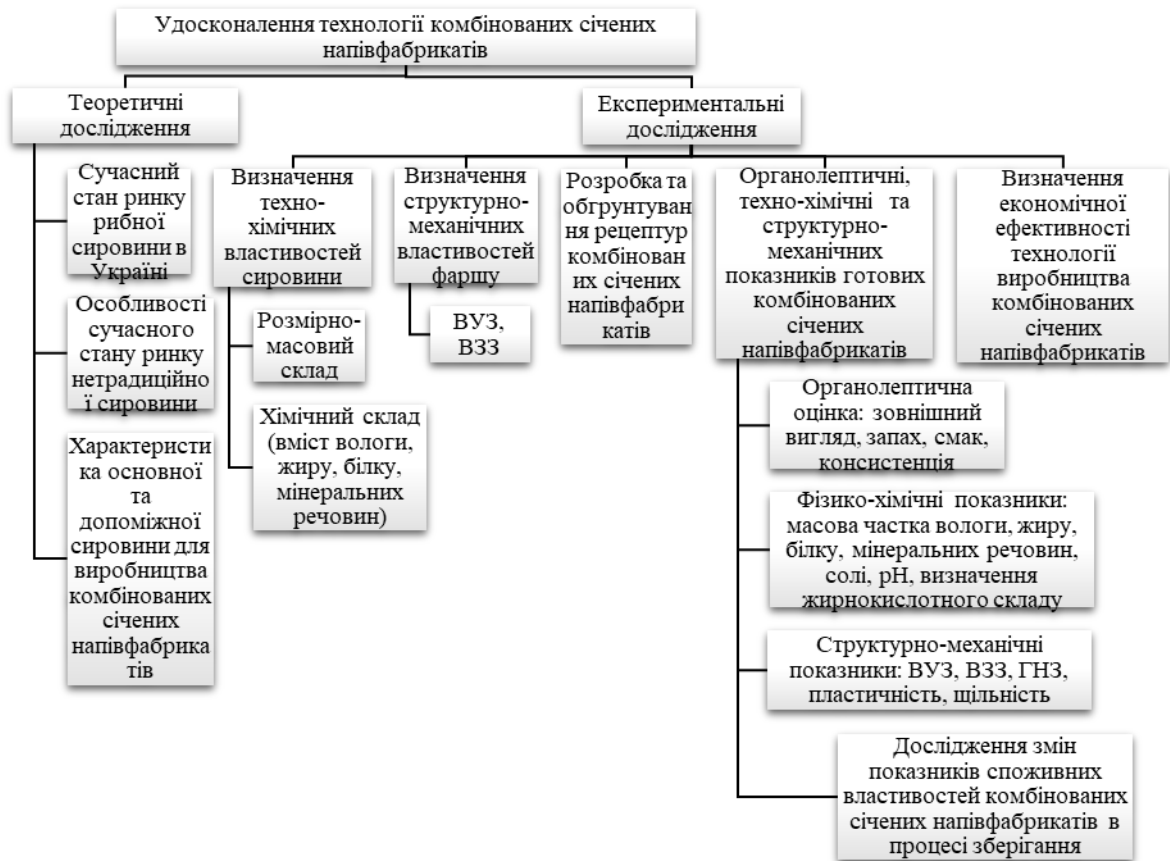 Удосконалення технології комбінованих січених
напівфабрикатів
Теоретичні
дослідження
Експериментальні
дослідження
Сучасний
стан ринку
рибної
сировини в
Україні
Особливості
сучасного
стану ринку
нетрадиційно
ї сировини
Характеристи
ка основної
та
допоміжної
сировини для
виробництва
комбінованих
січених
напівфабрика
тів
Визначення
техно-
хімічних
властивостей
сировини
Розмірно-
масовий
склад
Хімічний склад
(вміст вологи,
жиру, білку,
мінеральних
речовин)
Визначення
структурно-
механічних
властивостей
фаршу
ВУЗ,
ВЗЗ
Розробка та
обгрунтуван
ня рецептур
комбінован
их січених
напівфабри
катів
Органолептичні,
техно-хімічні та
структурно-
механічних
показників готових
комбінованих
січених
напівфабрикатів
Органолептична
оцінка: зовнішний
вигляд, запах, смак,
консистенція
Фізико-хімічні показники:
масова частка вологи, жиру,
білку, мінеральних речовин,
солі, рН, визначення
жирнокислотного складу
Структурно-механічні
показники: ВУЗ, ВЗЗ, ГНЗ,
пластичність, щільність
Дослідження змін
показників споживних
властивостей комбінованих
січених напівфабрикатів в
процесі зберігання
Визначення
економічної
ефективності
технології
виробництва
комбінованих
січених
напівфабрикатів